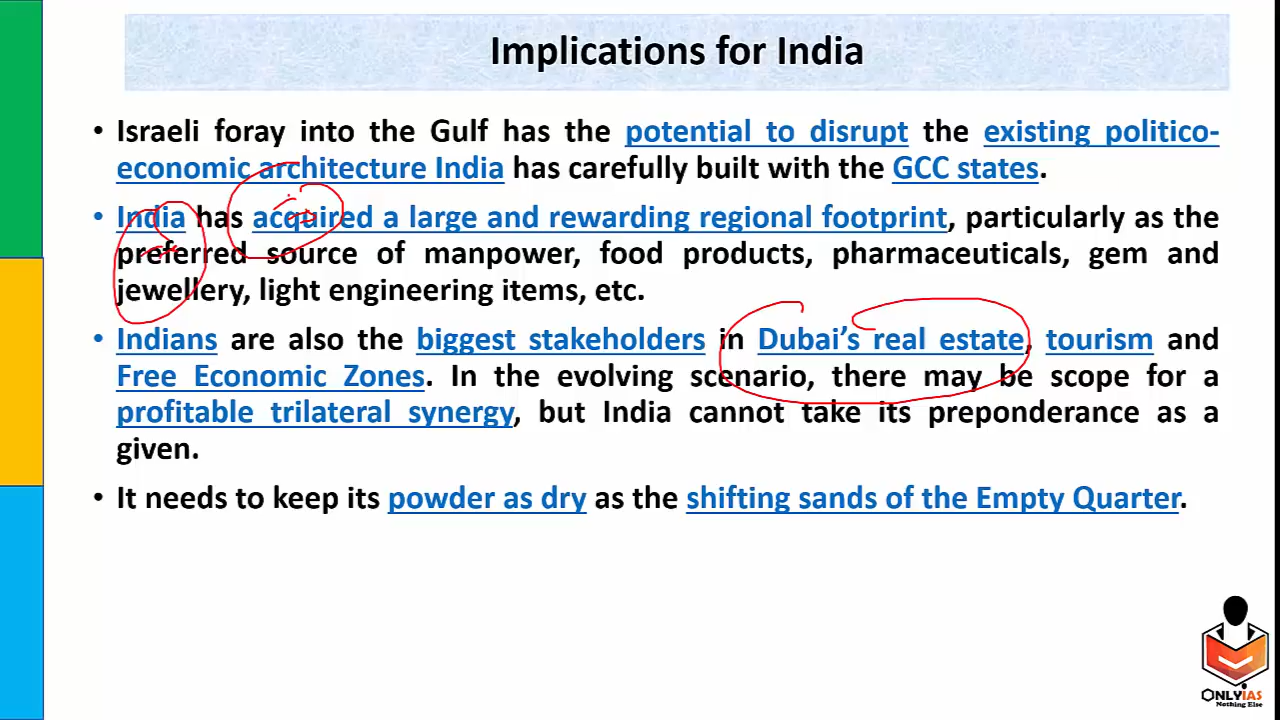 Implications for India
• Israeli foray into the Gulf has the potential to disrupt the existing politico-
economic architecture India has carefully built with the GCC states.
• India has acquired a large and rewarding regional footprint, particularly as the
preferred source of manpower, food products, pharmaceuticals, gem and
jewellery, light engineering items, etc.
• Indians are also the biggest stakeholders in Dubai's real estate, tourism and
Free Economic Zones. In the evolving scenario, there may be scope for a
profitable trilateral synergy, but India cannot take its preponderance as a
given.
• It needs to keep its powder as dry as the shifting sands of the Empty Quarter.
ONLYIAS
Nothing Else